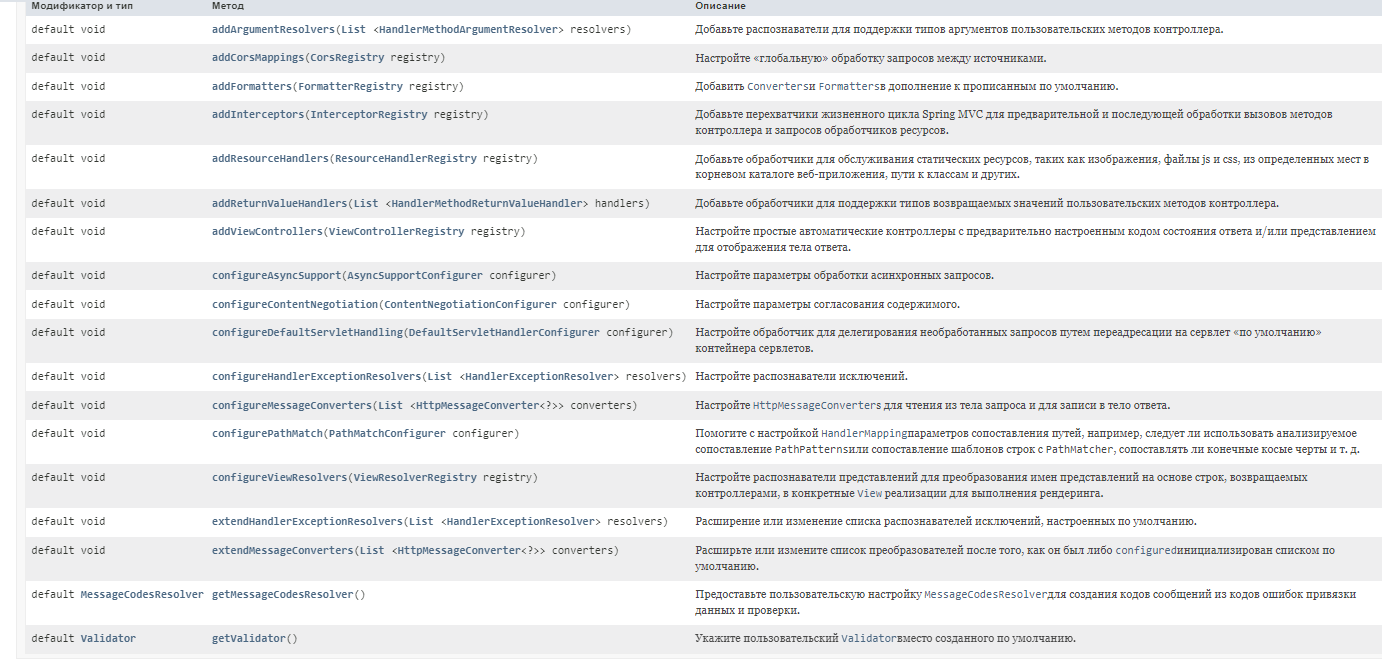 Модификатор и тип Метод Описание
default void addArgumentResolvers(List <HandlerMethodArgumentResolver> resolvers) Добавьте распознаватели для поддержки типов аргументов пользовательских методов контроллера.
default void addCorsMappings(CorsRegistry registry) Настройте «глобальную» обработку запросов между источниками.
default void addFormatters(FormatterRegistry registry) Добавить Convertersи Formattersв дополнение к прописанным по умолчанию.
default void addInterceptors(InterceptorRegistry registry) Добавьте перехватчики жизненного цикла Spring MVC для предварительной и последующей обработки вызовов методов
контроллера и запросов обработчиков ресурсов.
default void addResourceHandlers(ResourceHandlerRegistry registry) Добавьте обработчики для обслуживания статических ресурсов, таких как изображения, файлы js и css, из определенных мест в
корневом каталоге веб-приложения, пути к классам и других.
default void addReturnValueHandlers(List <HandlerMethodReturnValueHandler> handlers) Добавьте обработчики для поддержки типов возвращаемых значений пользовательских методов контроллера.
default void addViewControllers(ViewControllerRegistry registry) Настройте простые автоматические контроллеры с предварительно настроенным кодом состояния ответа и/или представлением
для отображения тела ответа.
default void configureAsyncSupport(AsyncSupportConfigurer configurer) Настройте параметры обработки асинхронных запросов.
default void configureContentNegotiation(ContentNegotiationConfigurer configurer) Настройте параметры согласования содержимого.
default void configureDefaultServletHandling(DefaultServletHandlerConfigurer configurer) Настройте обработчик для делегирования необработанных запросов путем переадресации на сервлет «по умолчанию»
контейнера сервлетов.
default void configureHandlerExceptionResolvers(List <HandlerExceptionResolver> resolvers) Настройте распознаватели исключений.
default void configureMessageConverters(List <HttpMessageConverter<?>> converters) Настройте HttpMessageConverters для чтения из тела запроса и для записи в тело ответа.
default void configurePathMatch(PathMatchConfigurer configurer) Помогите с настройкой HandlerMappingпараметров сопоставления путей, например, следует ли использовать анализируемое
сопоставление PathPatternsили сопоставление шаблонов строк с PathMatcher, сопоставлять ли конечные косые черты и т. д.
default void configureViewResolvers(ViewResolverRegistry registry) Настройте распознаватели представлений для преобразования имен представлений на основе строк, возвращаемых
контроллерами, в конкретные View реализации для выполнения рендеринга.
default void extendHandlerExceptionResolvers(List <HandlerExceptionResolver> resolvers) Расширение или изменение списка распознавателей исключений, настроенных по умолчанию.
default void extendMessageConverters(List <HttpMessageConverter<?>> converters) Расширьте или измените список преобразователей после того, как он был либо configuredинициализирован списком по
умолчанию.
default MessageCodesResolver getMessageCodesResolver() Предоставьте пользовательскую настройку MessageCodesResolverдля создания кодов сообщений из кодов ошибок привязки
данных и проверки.
default Validator getValidator() Укажите пользовательский Validatorвместо созданного по умолчанию.